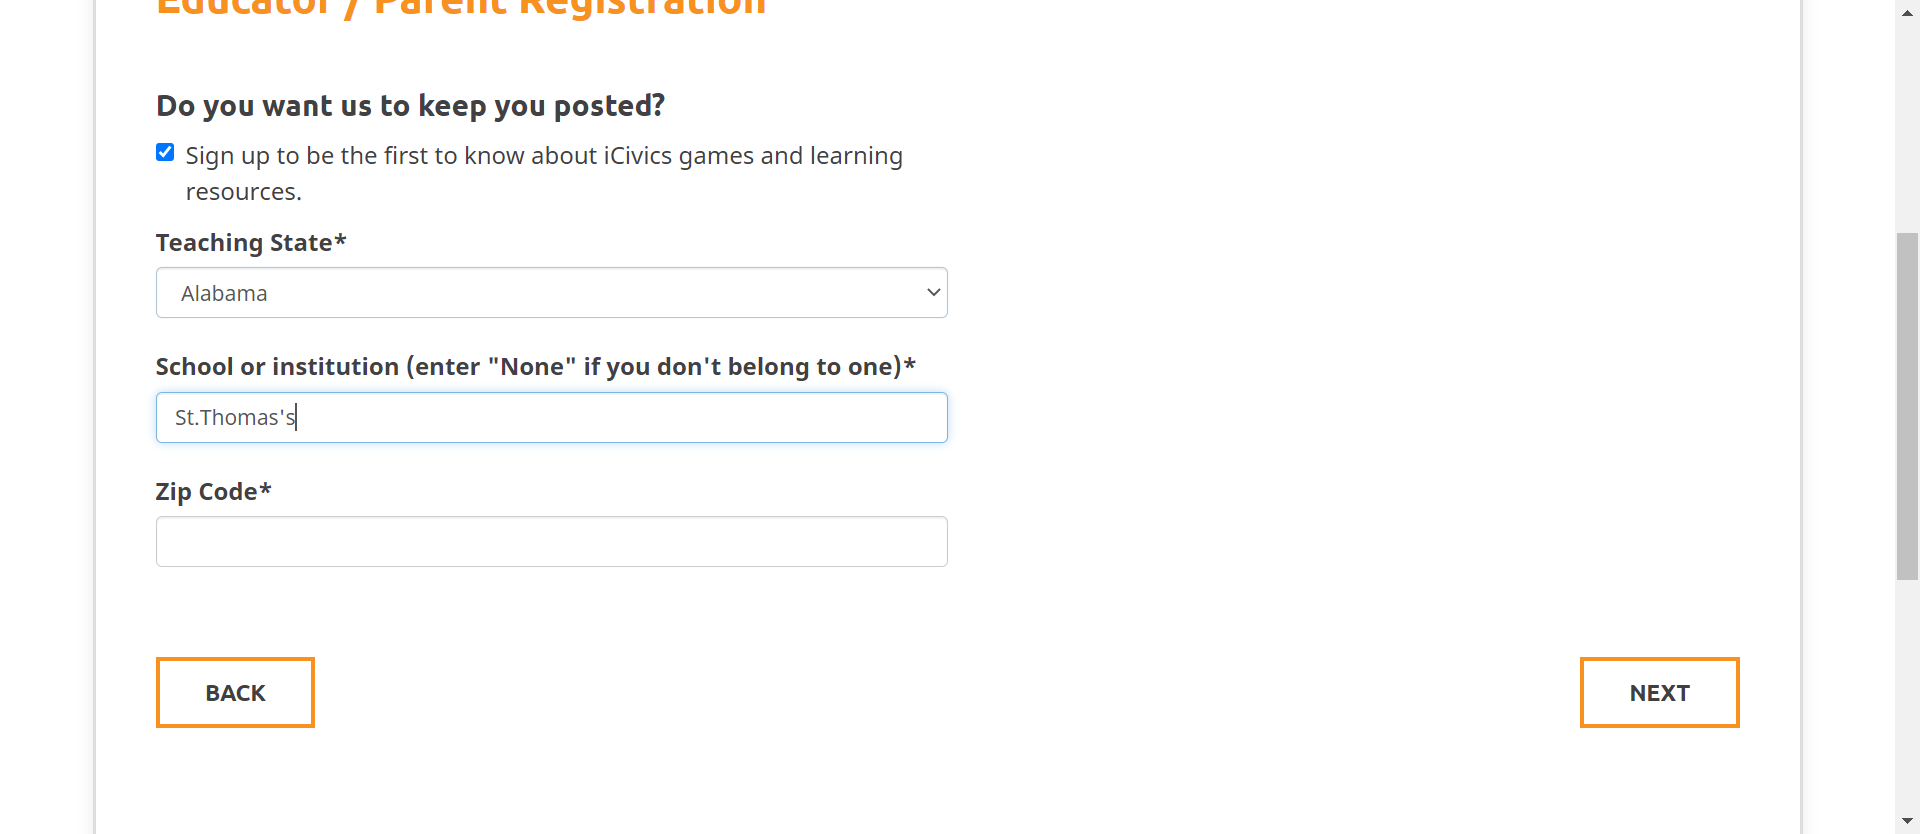 Educator / Parent Registration
Do you want us to keep you posted?
Sign up to be the first to know about iCivics games and learning
resources.
Teaching State*
Alabama
School or institution (enter "None" if you don't belong to one)*
St.Thomas's
Zip Code*
BACK
NEXT